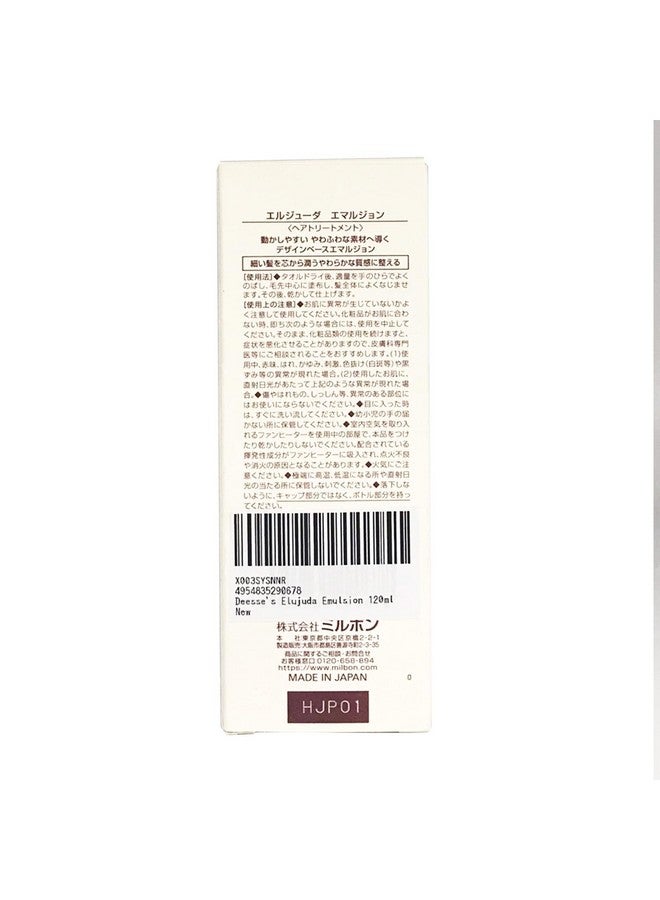 エルジューダ　エマルジョン
〈ヘアトリートメント〉
動かしやすい やわふわな素材へ導く
デザインベースエマルジョン
細い髪を芯から潤うやわらかな質感に整える
[使用法]◆タオルドライ後、適量を手のひらでよく
のばし、毛先中心に塗布し、髪全体によくなじませ
ます。その後、乾かして仕上げます。
[使用上の注意]◆お肌に異常が生じていないかよ
く注意して使用してください。化粧品がお肌に合わ
ない時、即ち次のような場合には、使用を中止して
ください。そのまま、化粧品類の使用を続けますと、
症状を悪化させることがありますので、皮膚科専門
医等にご相談されることをおすすめします。(1)使
用中、赤味、はれ、かゆみ、刺激、色抜け(白斑等)や黒
ずみ等の異常が現れた場合。(2)使用したお肌に、
直射日光があたって上記のような異常が現れた場
合。◆傷やはれもの、しっしん等、異常のある部位に
はお使いにならないでください。◆目に入った時
は、すぐに洗い流してください。◆幼小児の手の届
かない所に保管してください。◆室内空気を取り入
れるファンヒーターを使用中の部屋で、本品をつけ
たり乾かしたりしないでください。配合されている
揮発性成分がファンヒーターに吸入され、点火不良
や消火の原因となることがあります。◆火気にご注
意ください。◆極端に高温、低温になる所や直射日
光の当たる所に保管しないでください。◆落下しな
いように、キャップ部分ではなく、ボトル部分を持っ
てください。
X003SYSNNR
4954835290678
Deesse's Elujuda Emulsion 120ml
New
株式会社ミルボン
本　社 東京都中央区京橋2-2-1
製造販売 大阪市都島区善源寺町2-3-35
商品に関するご相談・お問合せ
お客様窓口 0120-658-894
https://www.milbon.com
MADE IN JAPAN
0
HJP01